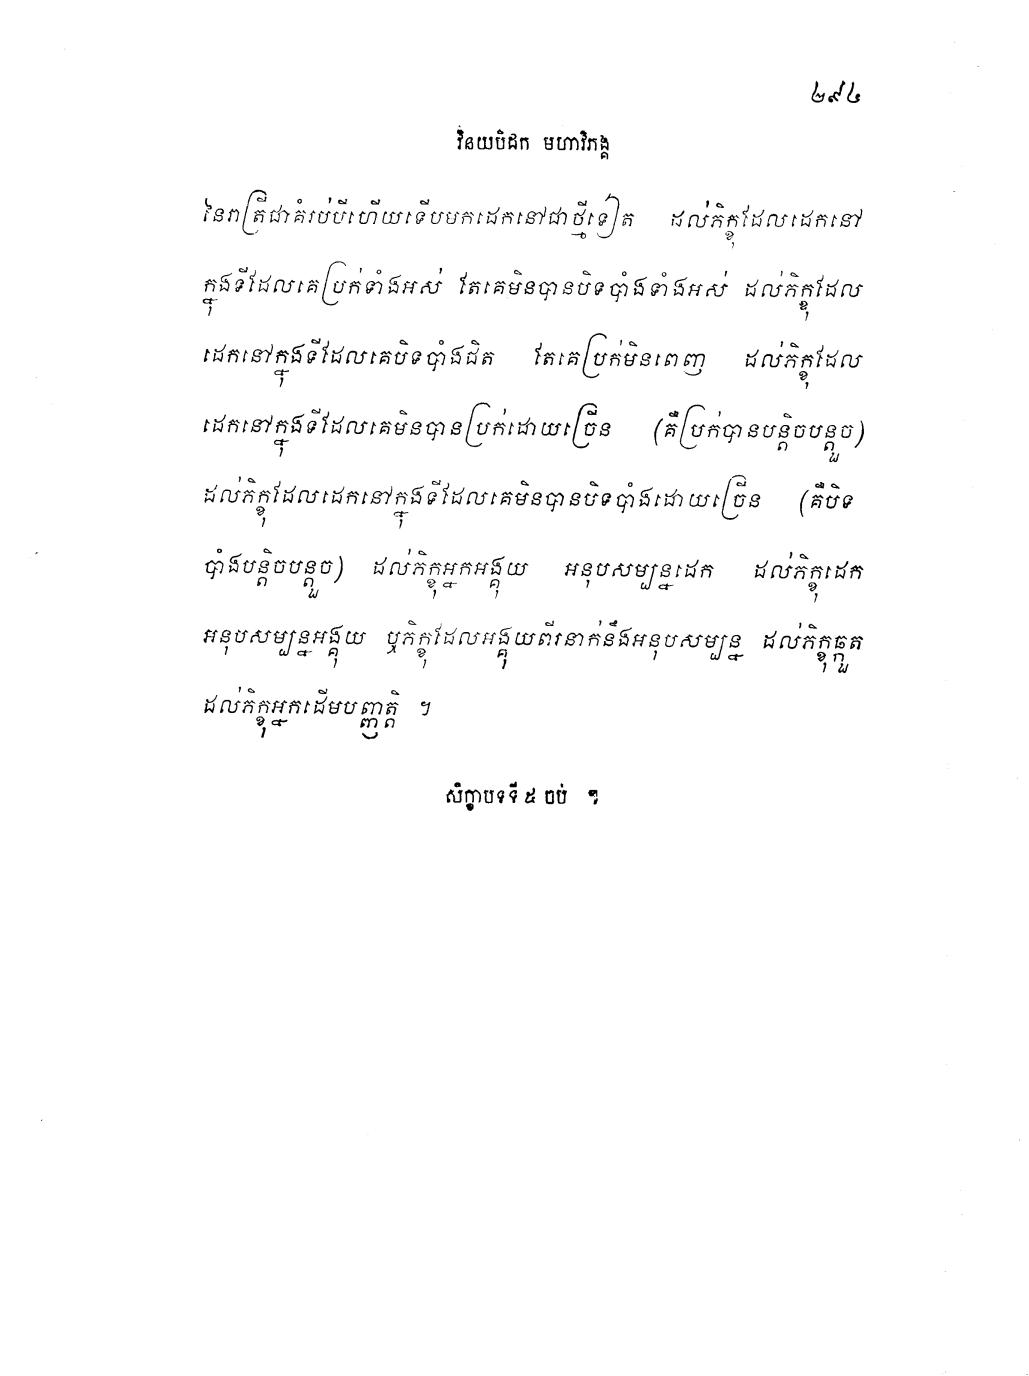 ២៩៤
វិនយបិដក មហាវិភង្គ
នៃរាត្រីជាគំរប់បីហើយទើបមកដេកនៅជាថ្មីទៀត ដល់ភិក្ខុដែលដេកនៅ
ក្នុងទីដែលគេប្រក់ទាំងអស់ តែគេមិនបានបិទបាំងទាំងអស់ ដល់ភិក្ខុដែល
ដេកនៅក្នុងទីដែលគេបិទបាំងជិត តែគេប្រក់មិនពេញ ដល់ភិក្ខុដែល
ដេកនៅក្នុងទីដែលគេមិនបានប្រក់ដោយច្រើន (គឺប្រក់បានបន្តិចបន្តួច)
ដល់ភិក្ខុដែលដេកនៅក្នុងទីដែលគេមិនបានបិទបាំងដោយច្រើន (គឺបិទ
បាំងបន្តិចបន្តួច) ដល់ភិក្ខុអ្នកអង្គុយ អនុបសម្បន្នដេក ដល់ភិក្ខុដេក
អនុបសម្បន្នអង្គុយ ឬភិក្ខុដែលអង្គុយពីរនាក់នឹងអនុបសម្បន្ន ដល់ភិក្ខុឆ្កួត
ដល់ភិក្ខុអ្នកដើមបញ្ញត្តិ ។
សិក្ខាបទទី ៥ ចប់ ៕